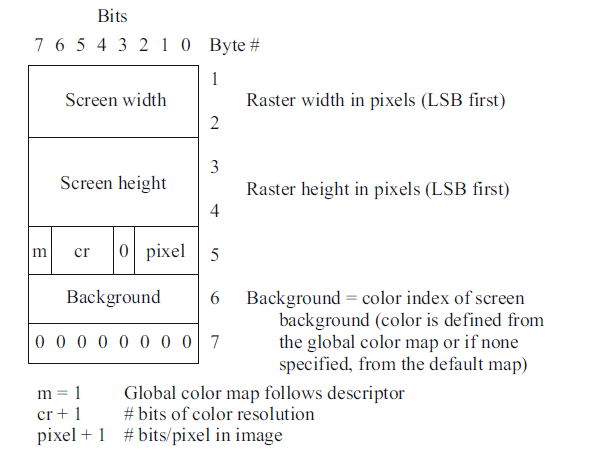 Bits
7 6 5 4 3 2 1 0 Byte #
1
Screen width Raster width in pixels (LSB first)
2
3
Screen height Raster height in pixels (LSB first)
4
m cr 0 pixel 5
Background 6 Background = color index of screen
background (color is defined from
0 0 0 0 0 0 0 0 7 the global color map or if none
specified, from the default map)
m = 1 Global color map follows descriptor
cr + 1 # bits of color resolution
pixel + 1 # bits/pixel in image